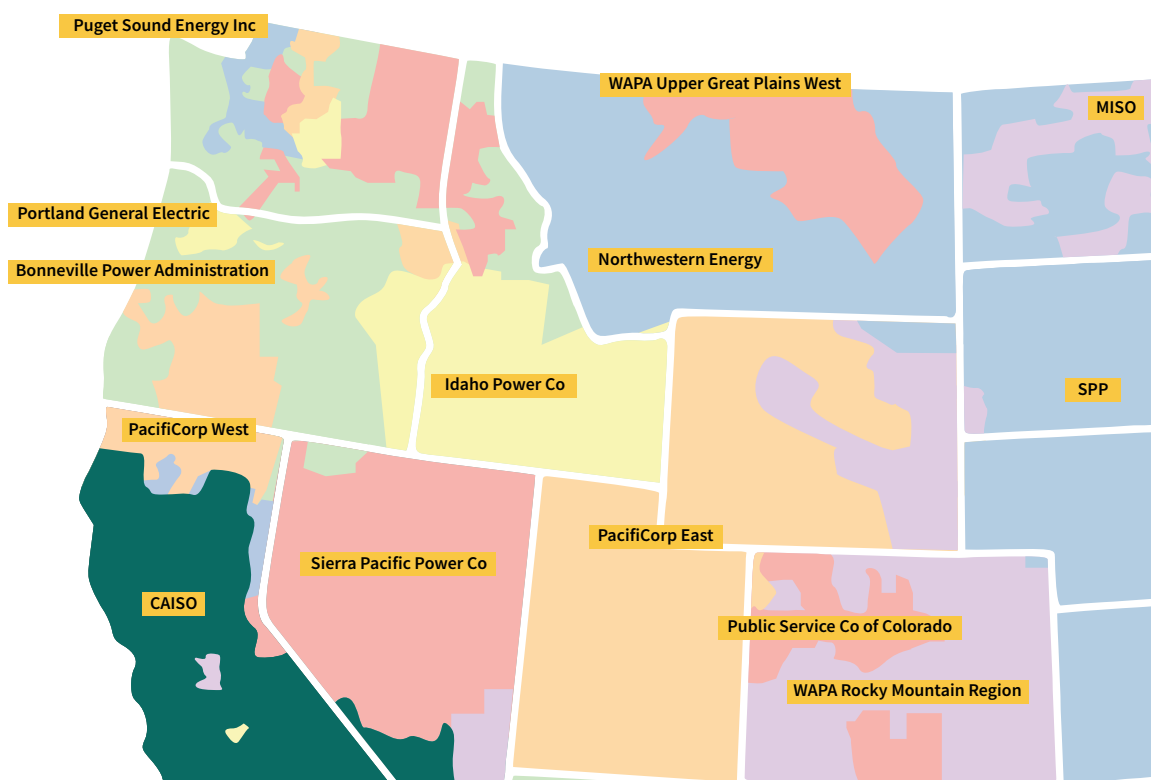 Puget Sound Energy Inc
WAPA Upper Great Plains West
MISO
Portland General Electric
Northwestern Energy
Bonneville Power Administration
Idaho Power Co
SPP
PacifiCorp West
PacifiCorp East
Sierra Pacific Power Co
CAISO
Public Service Co of Colorado
WAPA Rocky Mountain Region